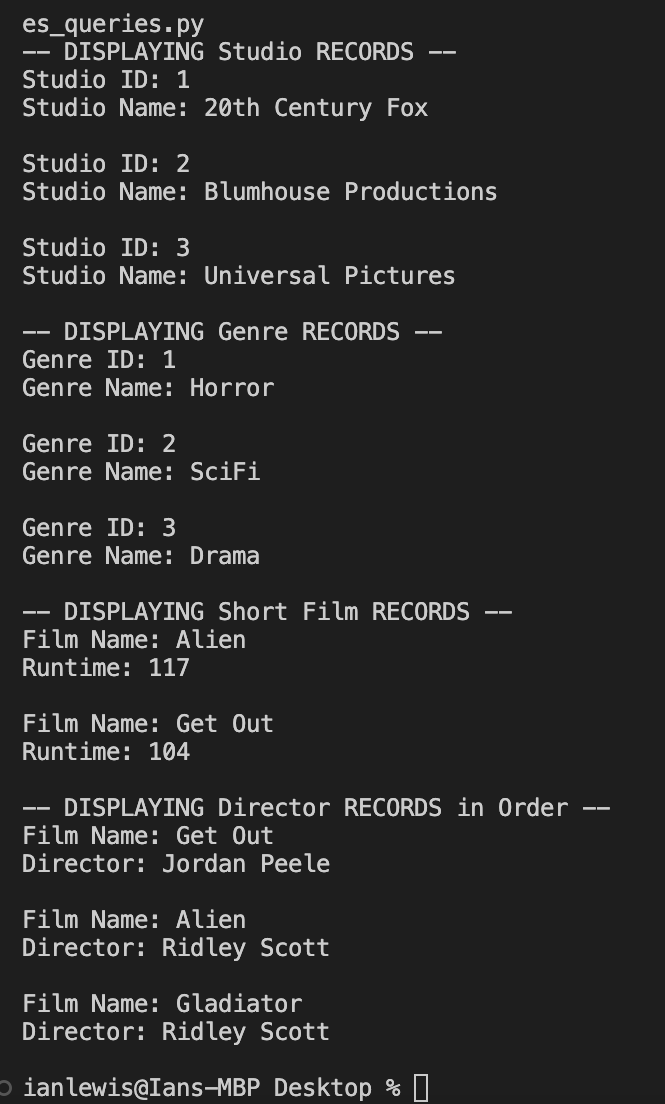 es_queries.py
-- DISPLAYING Studio RECORDS --
Studio ID: 1
Studio Name: 20th Century Fox
Studio ID: 2
Studio Name: Blumhouse Productions
Studio ID: 3
Studio Name: Universal Pictures
-- DISPLAYING Genre RECORDS --
Genre ID: 1
Genre Name: Horror
Genre ID: 2
Genre Name: SciFi
Genre ID: 3
Genre Name: Drama
-- DISPLAYING Short Film RECORDS --
Film Name: Alien
Runtime: 117
Film Name: Get Out
Runtime: 104
-- DISPLAYING Director RECORDS in Order --
Film Name: Get Out
Director: Jordan Peele
Film Name: Alien
Director: Ridley Scott
Film Name: Gladiator
Director: Ridley Scott
ianlewis@Ians-MBP Desktop %